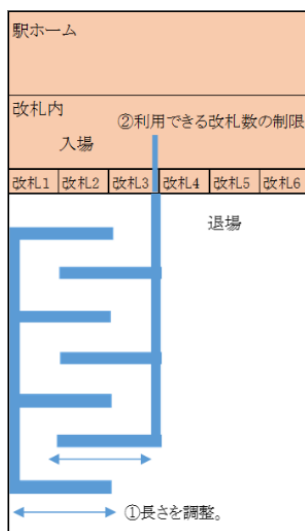 駅ホーム
改札内
②利用できる改札数の制限
入場
改札1 改札2 改札3 改札4 改札5 改札6
退場
①長さを調整。